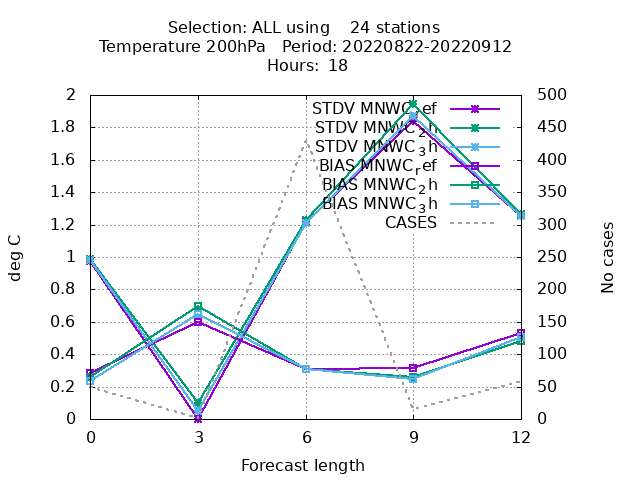 Selection: ALL using    24 stations
Temperature 200hPa   Period: 20220822-20220912
Hours:  18
2
1.8
1.6
1.4
1.2
1
0.8
0.6
0.4
0.2
0
deg C
500
450
400
350
300
250
200
150
100
50
0
No cases
STDV MNWC_ref
STDV MNWC_2h
STDV MNWC_3h
BIAS MNWC_ref
BIAS MNWC_2h
BIAS MNWC_3h
CASES
0 3 6 9 12
Forecast length